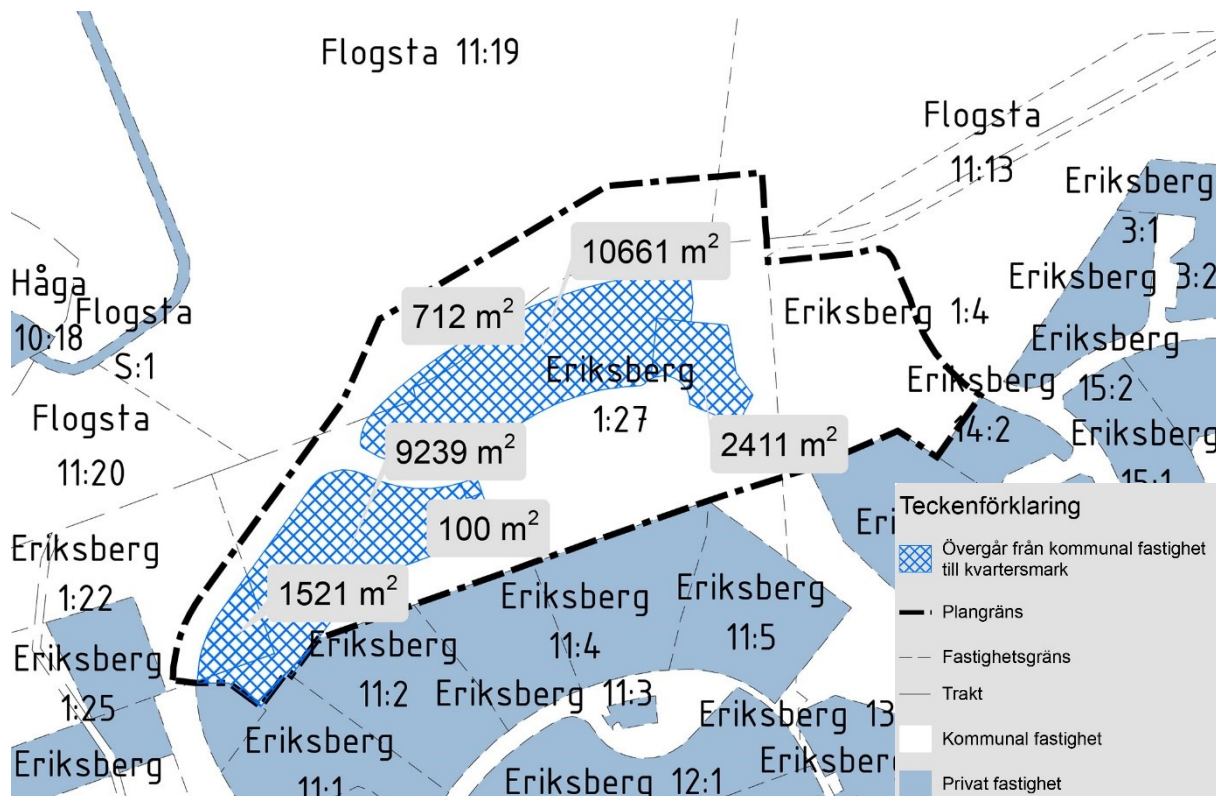 Flogsta 11:19
Flogsta
11:13
Eriksberg
3:1
Eriksberg 3:2
Håga
10:18
Flogsta
S:1
10661 m²
712 m²
Eriksberg 1:4
Eriksberg
15:2
Eriksberg
1:27
Eriksberg
14:2
Flogsta
11:20
9239 m²
2411 m²
Eriksberg
15:1
100 m²
Eriksberg
1:22
1521 m²
Eriksberg
11:4
Eriksberg
11:5
Eriksberg
11:2
Eriksberg 11:3
Eriksberg
1:25
Eriksberg 13
Eriksberg
11:1
Eriksberg 12:1
Eriksberg
Teckenförklaring
Övergår från kommunal fastighet
till kvartersmark
Plangräns
Fastighetsgräns
Trakt
Kommunal fastighet
Privat fastighet